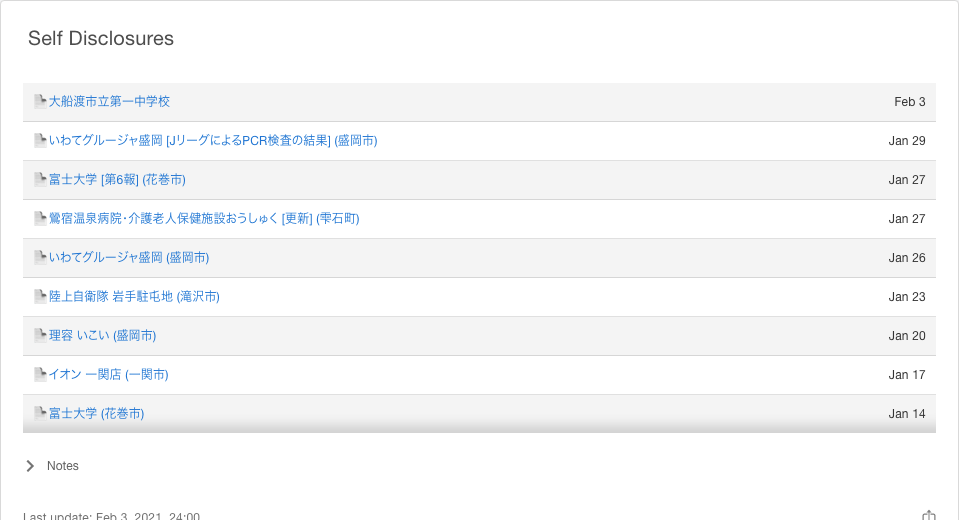 Self Disclosures
大船渡市立第一中学校 Feb 3
いわてグルージャ盛岡 [JリーグによるPCR検査の結果] (盛岡市) Jan 29
富士大学 [第6報] (花巻市) Jan 27
鶯宿温泉病院・介護老人保健施設おうしゅく [更新] (雫石町) Jan 27
いわてグルージャ盛岡 (盛岡市) Jan 26
陸上自衛隊 岩手駐屯地 (滝沢市) Jan 23
理容 いこい (盛岡市) Jan 20
イオン 一関店 (一関市) Jan 17
富士大学 (花巻市) Jan 14
Notes
Last update: Feb 3, 2021, 24:00